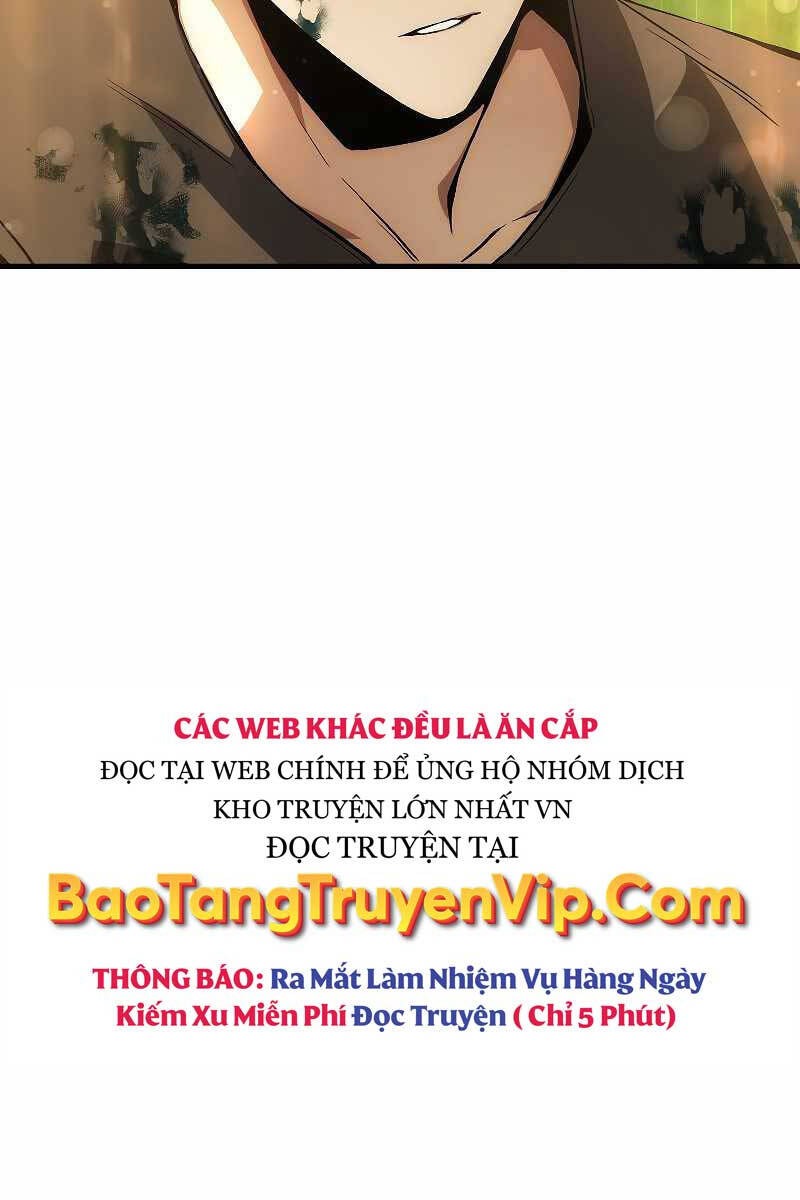 CÁC WEB KHÁC ĐỀU LÀ ĂN CẮP
ĐỌC TẠI WEB CHÍNH ĐỂ ỦNG HỘ NHÓM DỊCH
KHO TRUYỆN LỚN NHẤT VN
ĐỌC TRUYỆN TẠI
BaoTangTruyenVip.Com
THÔNG BÁO: Ra Mắt Làm Nhiệm Vụ Hàng Ngày
Kiếm Xu Miễn Phí Đọc Truyện ( Chỉ 5 Phút)